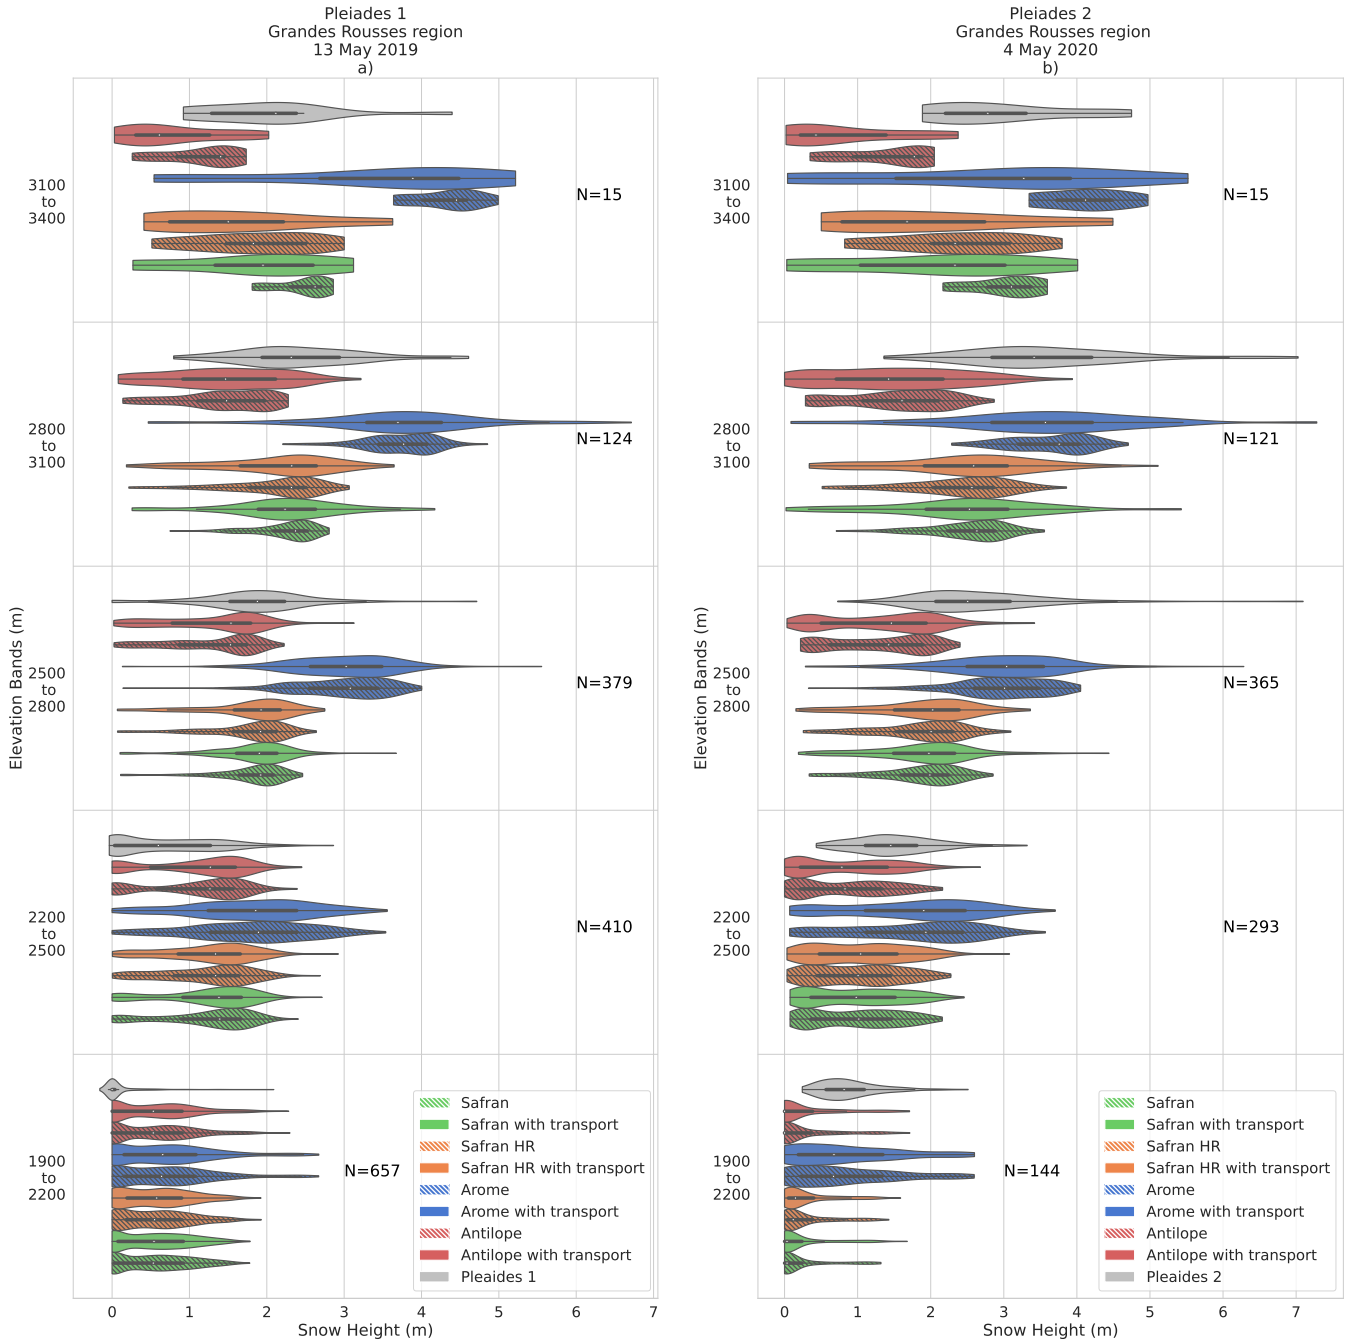 Pleiades 1
Grandes Rousses region
13 May 2019
a)
3100
to
3400
N=15
2800
to
3100
N=124
2500
to
2800
N=379
2200
to
2500
N=410
1900
to
2200
N=657
Elevation Bands (m)
Safran
Safran with transport
Safran HR
Safran HR with transport
Arome
Arome with transport
Antilope
Antilope with transport
Pleaides 1
0 1 2 3 4 5 6 7
Snow Height (m)
Pleiades 2
Grandes Rousses region
4 May 2020
b)
3100
to
3400
N=15
2800
to
3100
N=121
2500
to
2800
N=365
2200
to
2500
N=293
1900
to
2200
N=144
Elevation Bands (m)
Safran
Safran with transport
Safran HR
Safran HR with transport
Arome
Arome with transport
Antilope
Antilope with transport
Pleaides 2
0 1 2 3 4 5 6 7
Snow Height (m)